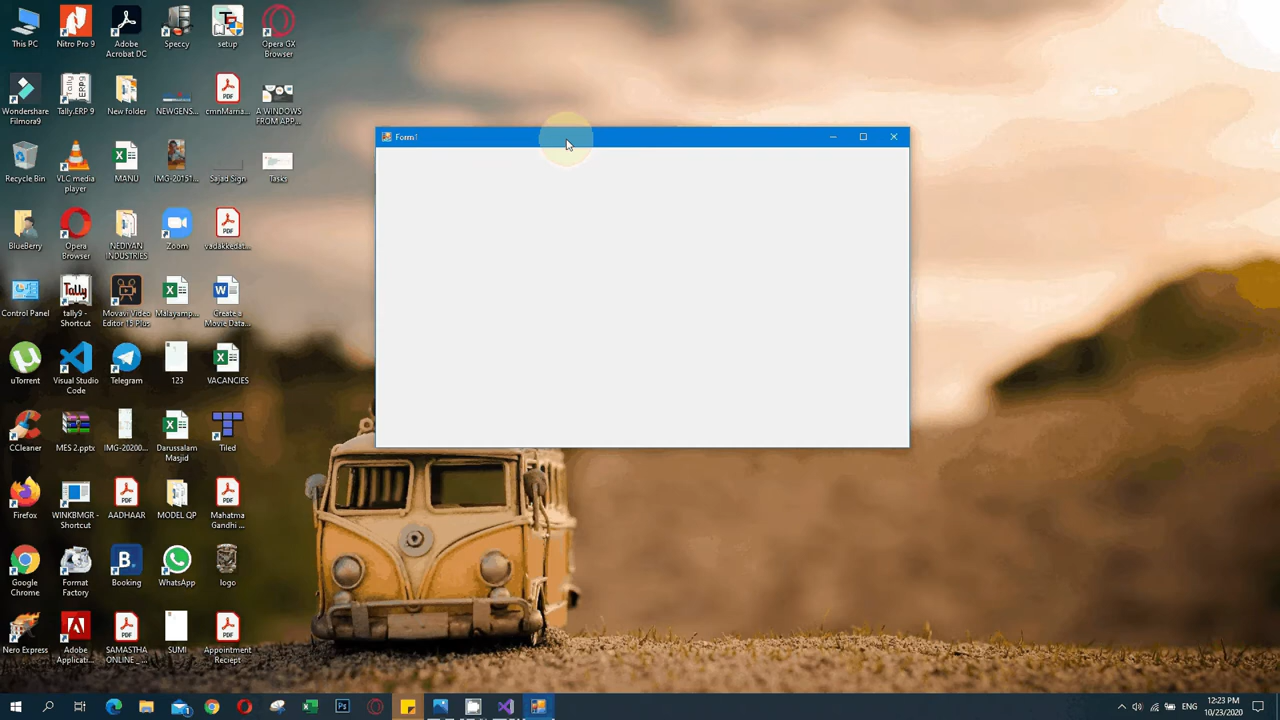 This PC
Nitro Pro 9
Adobe
Acrobat DC
Speccy
setup
Opera GX
Browser
Wondershare
Filmora9
Tally.ERP 9
New folder
NEWGENS...
cmnMarria...
A WINDOWS
FROM APP...
Recycle Bin
VLC media
player
MANU
IMG-20151...
Sajad Sign
Tasks
BlueBerry
Opera
Browser
NEDIYAN
INDUSTRIES
Zoom
vadakkedat...
Control Panel
tally9 -
Shortcut
Movavi Video
Editor 15 Plus
Malayamp...
Create a
Movie Data...
uTorrent
Visual Studio
Code
Telegram
123
VACANCIES
CCleaner
MES 2.pptx
IMG-20200...
Darussalam
Masjid
Tiled
Firefox
WINKBMGR -
Shortcut
AADHAAR
MODEL QP
Mahatma
Gandhi ...
Google
Chrome
Format
Factory
Booking
WhatsApp
logo
Nero Express
Adobe
Applicati...
SAMASTHA
ONLINE _...
SUMI
Appointment
Reciept
Form1
ENG
12:23 PM
10/23/2020